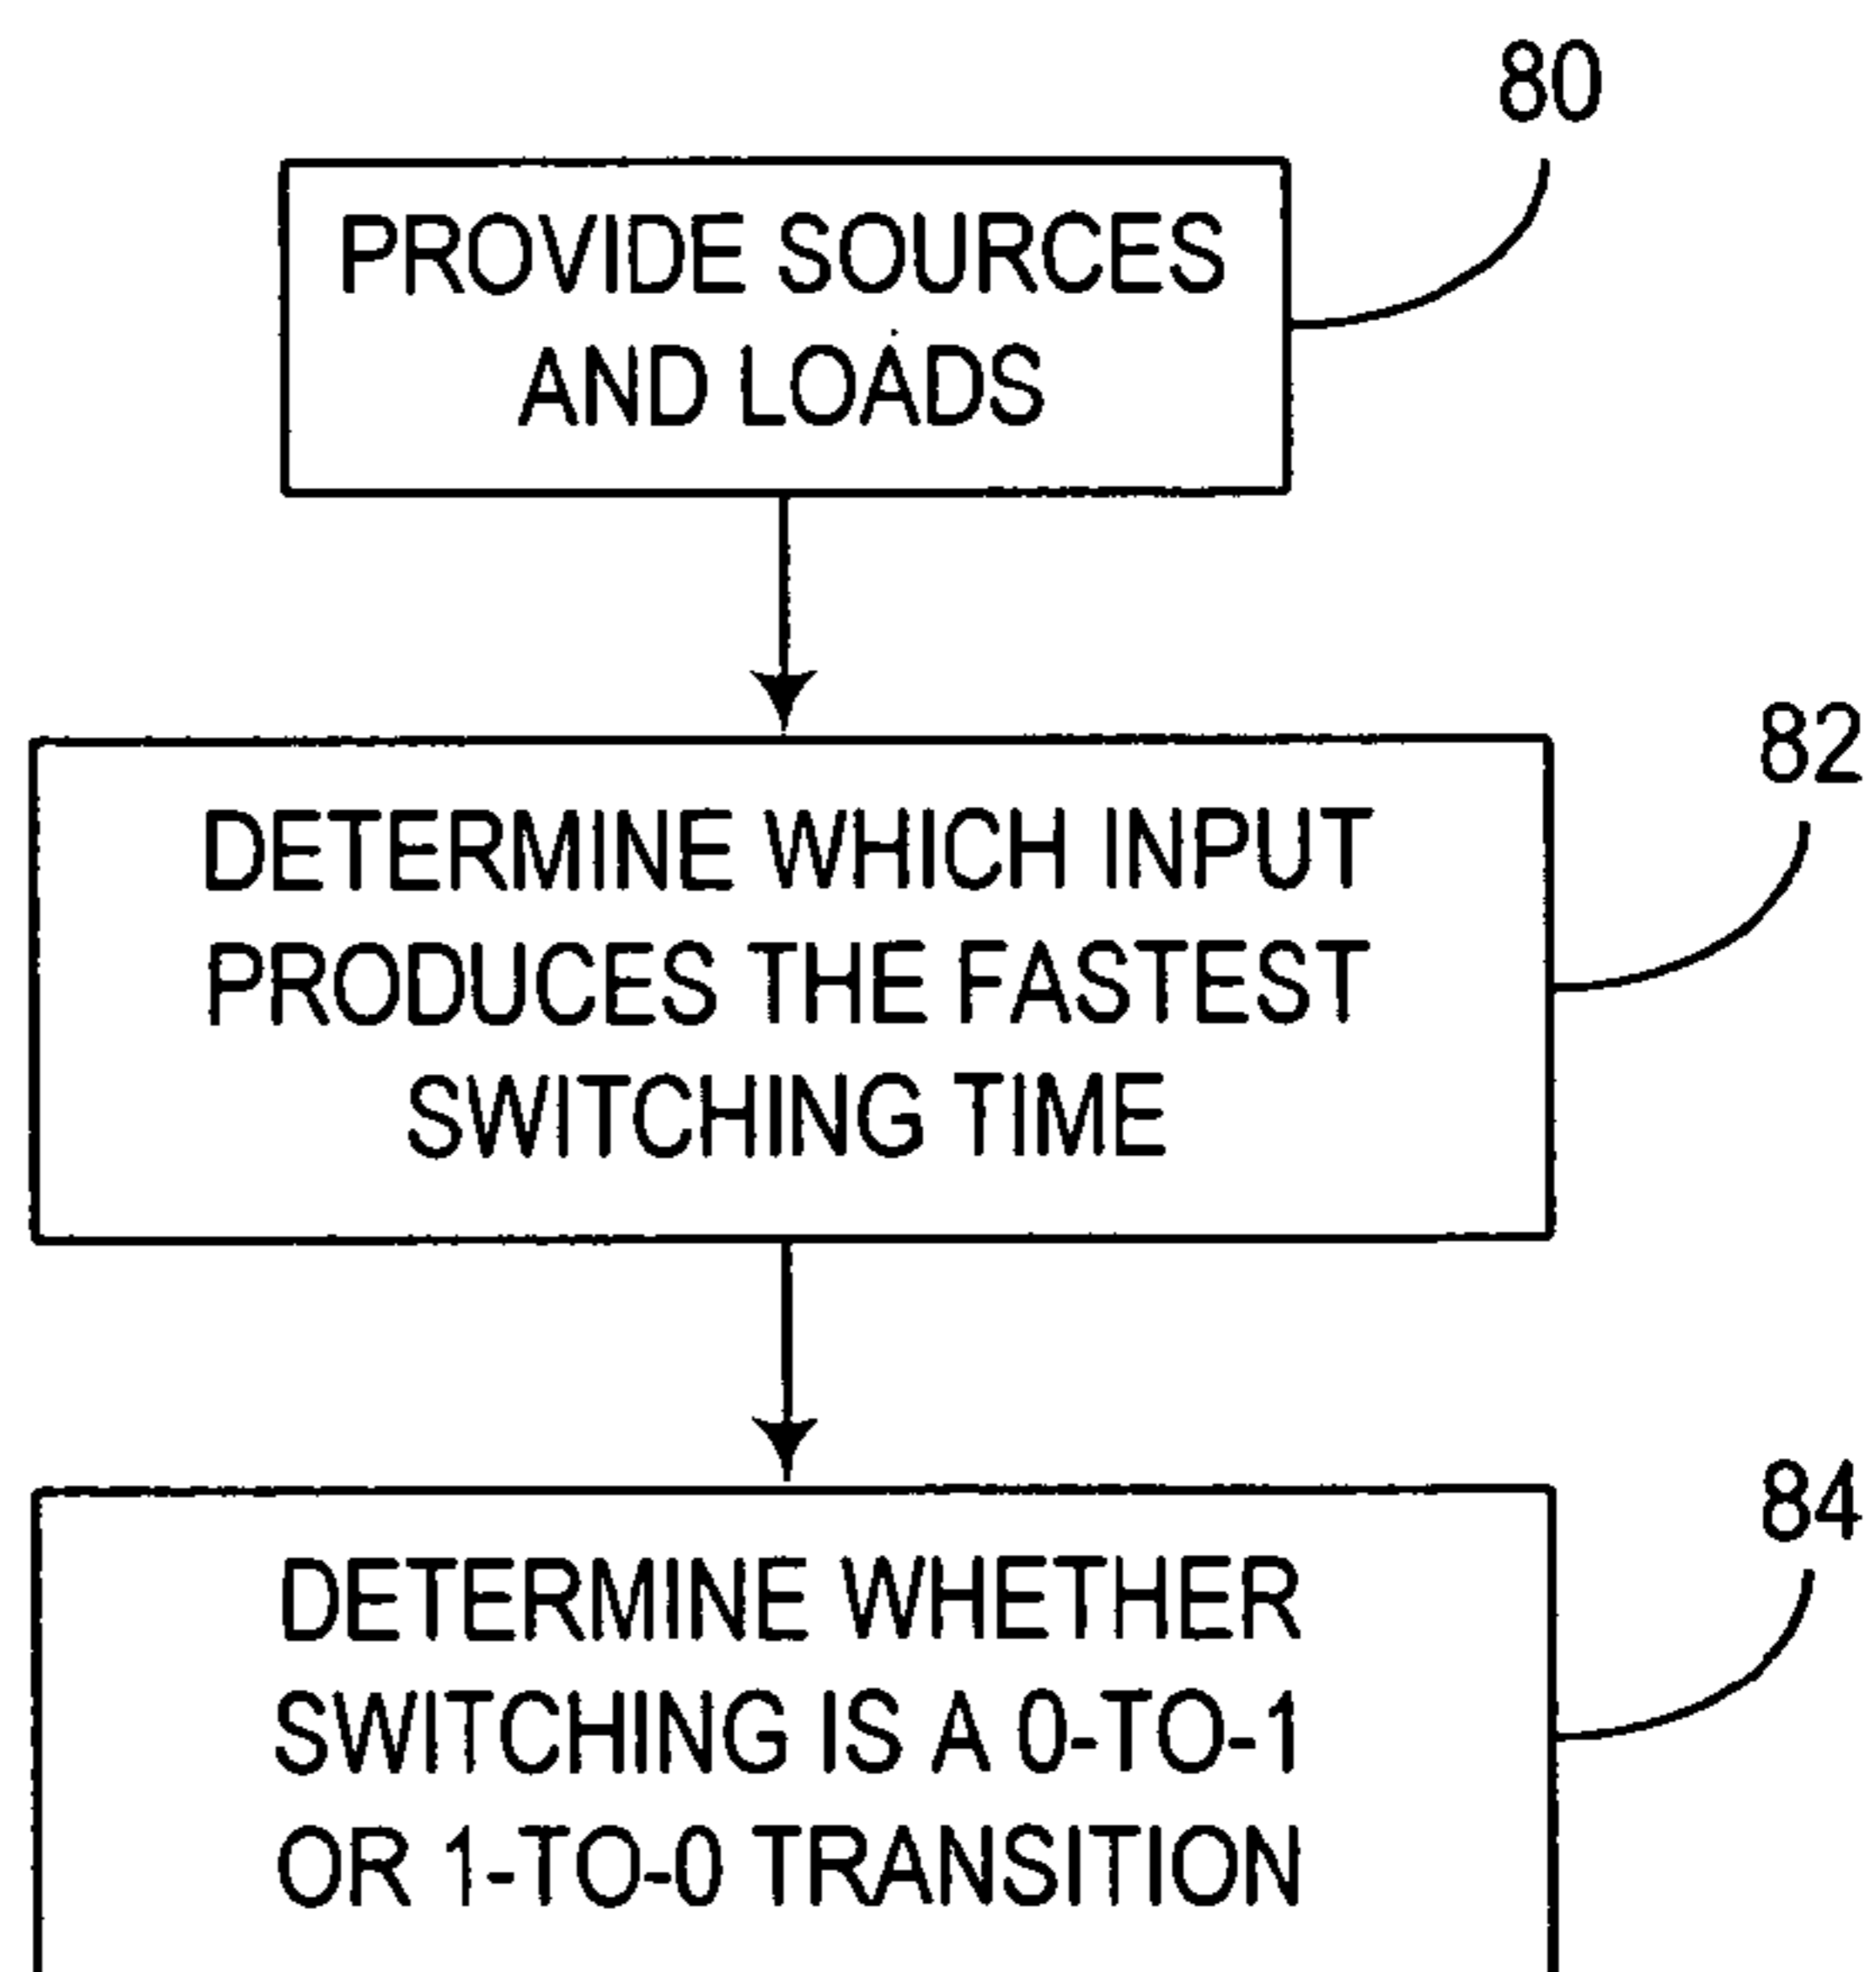 80
PROVIDE SOURCES
AND LOADS
82
DETERMINE WHICH INPUT
PRODUCES THE FASTEST
SWITCHING TIME
84
DETERMINE WHETHER
SWITCHING IS A 0-TO-1
OR 1-TO-0 TRANSITION